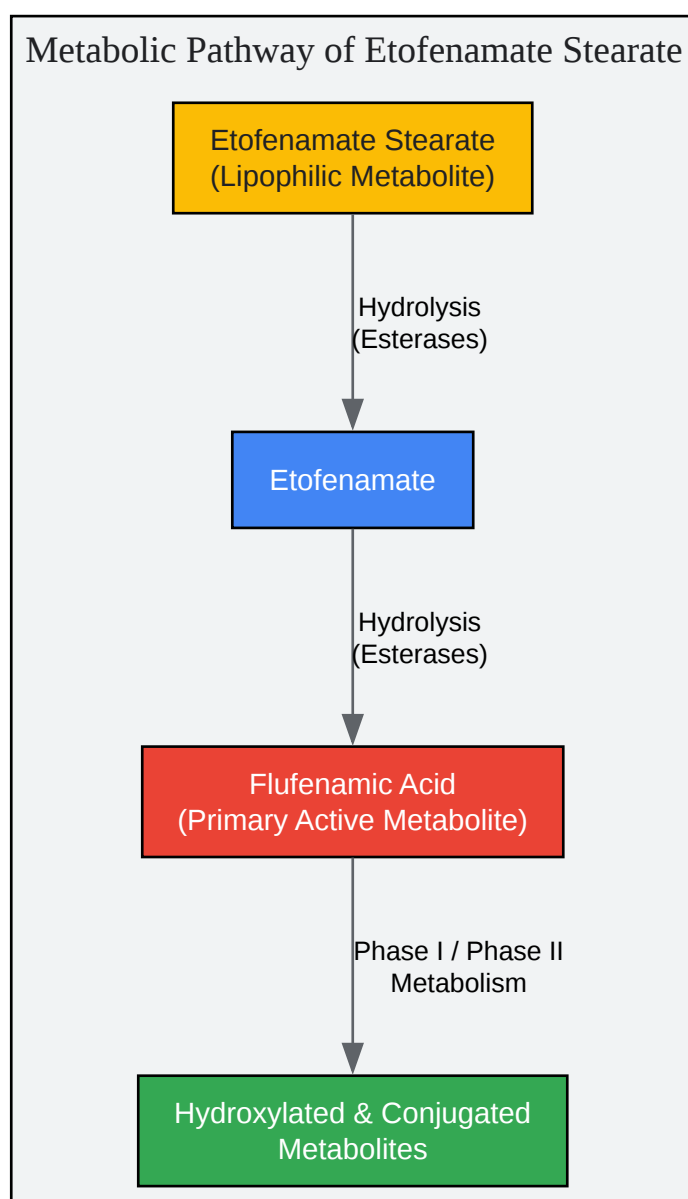 Metabolic Pathway of Etofenamate Stearate
Etofenamate Stearate
(Lipophilic Metabolite)
Hydrolysis
(Esterases)
Etofenamate
Hydrolysis
(Esterases)
Flufenamic Acid
(Primary Active Metabolite)
Phase I / Phase II
Metabolism
Hydroxylated & Conjugated
Metabolites